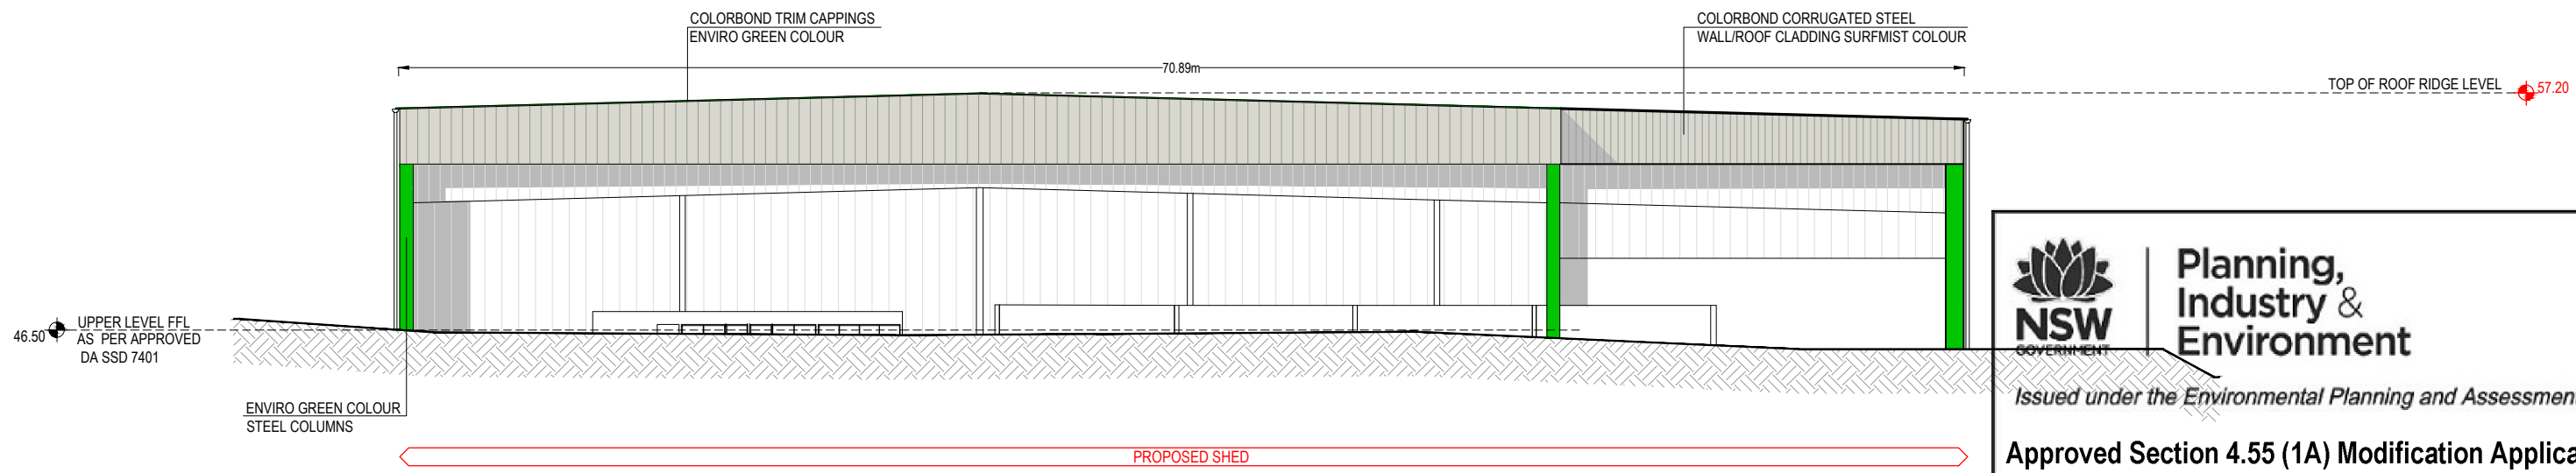 COLORBOND TRIM CAPPINGS
ENVIRO GREEN COLOUR
COLORBOND CORRUGATED STEEL
WALL/ROOF CLADDING SURFMIST COLOUR
70.89m
TOP OF ROOF RIDGE LEVEL
57.20
46.50
UPPER LEVEL FFL
AS PER APPROVED
DA SSD 7401
ENVIRO GREEN COLOUR
STEEL COLUMNS
PROPOSED SHED
NSW
GOVERNMENT
Planning,
Industry &
Environment
Issued under the Environmental Planning and Assessmen
Approved Section 4.55 (1A) Modification Applica